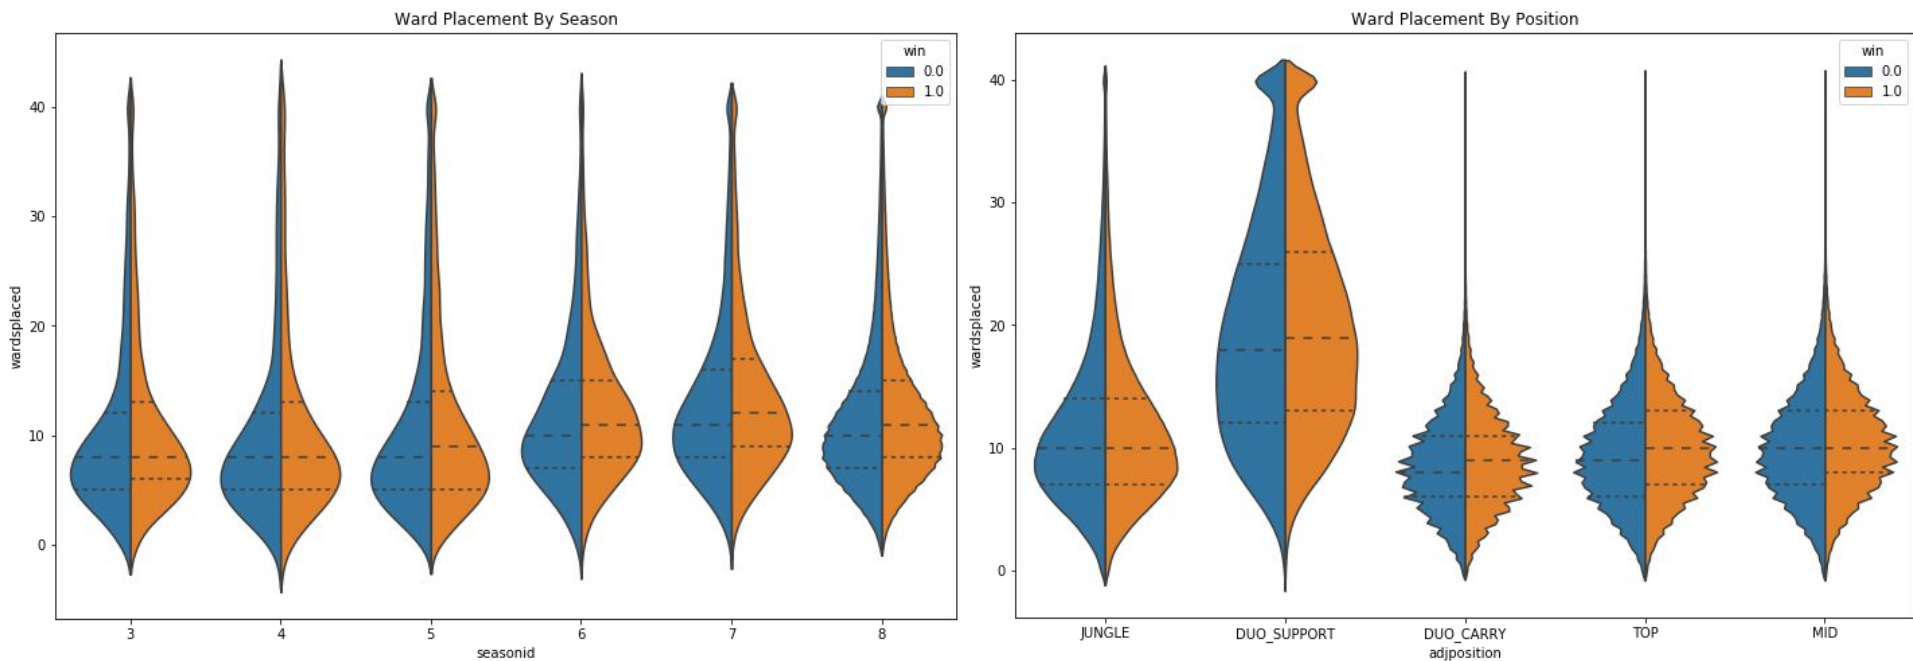 Ward Placement By Season
win
0.0
1.0
40
30
20
10
0
wardsplaced
3 4 5 6 7 8
seasonid
Ward Placement By Position
win
0.0
1.0
40
30
20
10
0
wardsplaced
JUNGLE DUO_SUPPORT DUO_CARRY TOP MID
adjposition